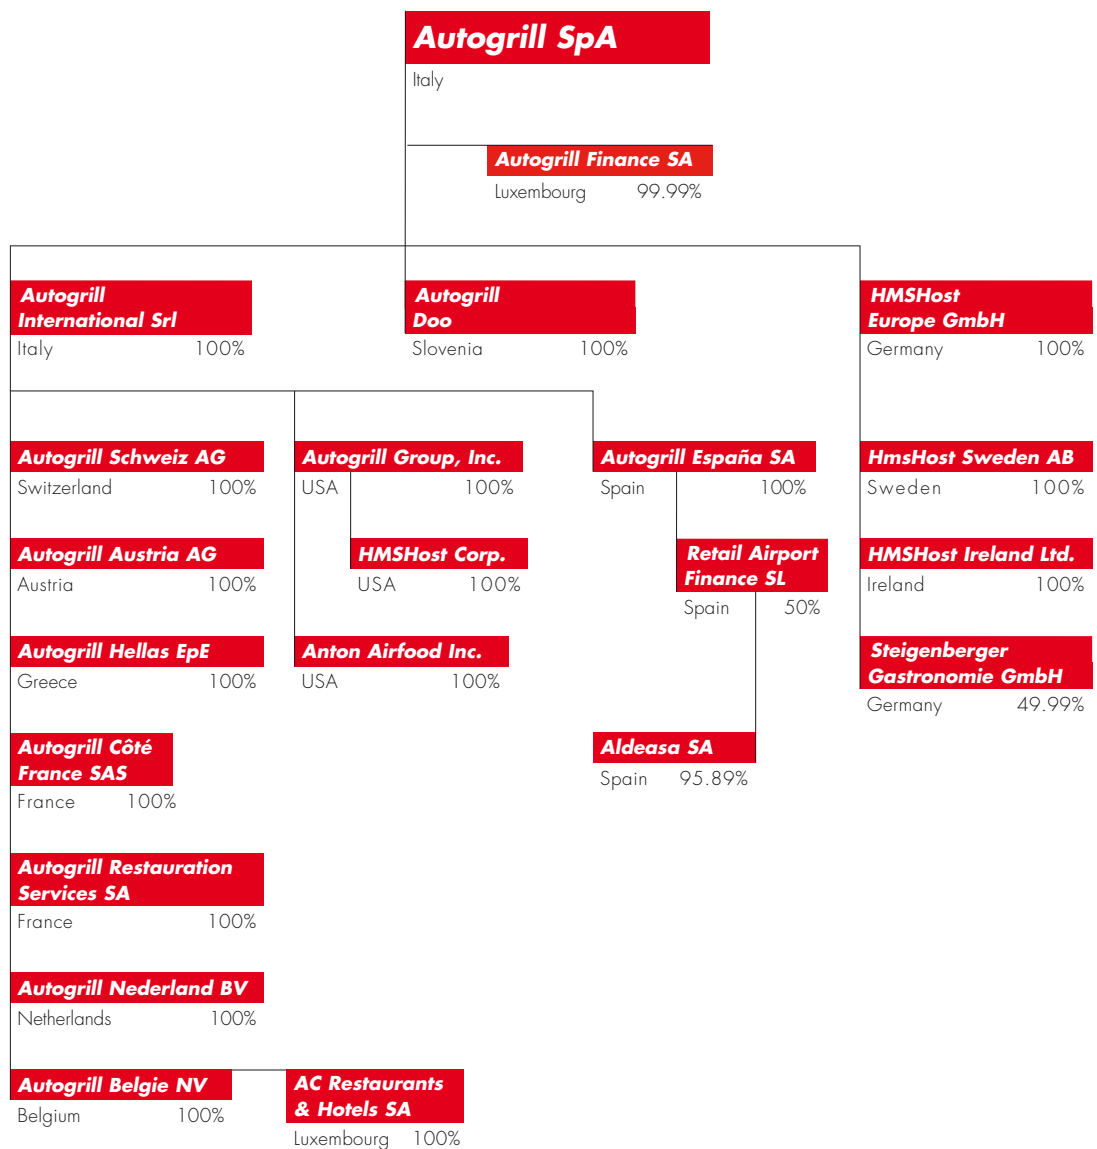 Autogrill SpA
Italy
Autogrill Finance SA
Luxembourg 99.99%
Autogrill
International Srl
Italy 100%
Autogrill
Doo
Slovenia 100%
HMSHost
Europe GmbH
Germany 100%
Autogrill Schweiz AG
Switzerland 100%
Autogrill Group, Inc.
USA 100%
Autogrill España SA
Spain 100%
HmsHost Sweden AB
Sweden 100%
Autogrill Austria AG
Austria 100%
HMSHost Corp.
USA 100%
Retail Airport
Finance SL
Spain 50%
HMSHost Ireland Ltd.
Ireland 100%
Autogrill Hellas EpE
Greece 100%
Anton Airfood Inc.
USA 100%
Steigenberger
Gastronomie GmbH
Germany 49.99%
Autogrill Côté
France SAS
France 100%
Aldeasa SA
Spain 95.89%
Autogrill Restauration
Services SA
France 100%
Autogrill Nederland BV
Netherlands 100%
Autogrill Belgie NV
Belgium 100%
AC Restaurants
& Hotels SA
Luxembourg 100%